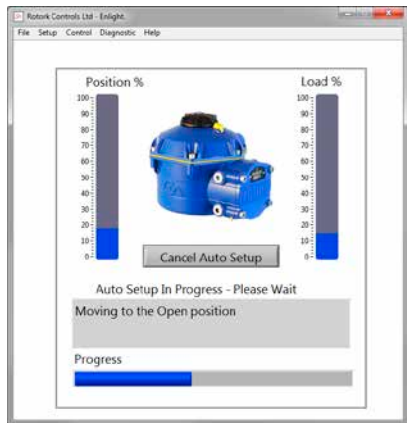 Rotork Controls Ltd - Enlight.
File Setup Control Diagnostic Help
Position % Load %
100 100
90 90
80 80
70 70
60 60
50 50
40 40
30 30
20 20
10 10
0 0
Cancel Auto Setup
Auto Setup In Progress - Please Wait
Moving to the Open position
Progress